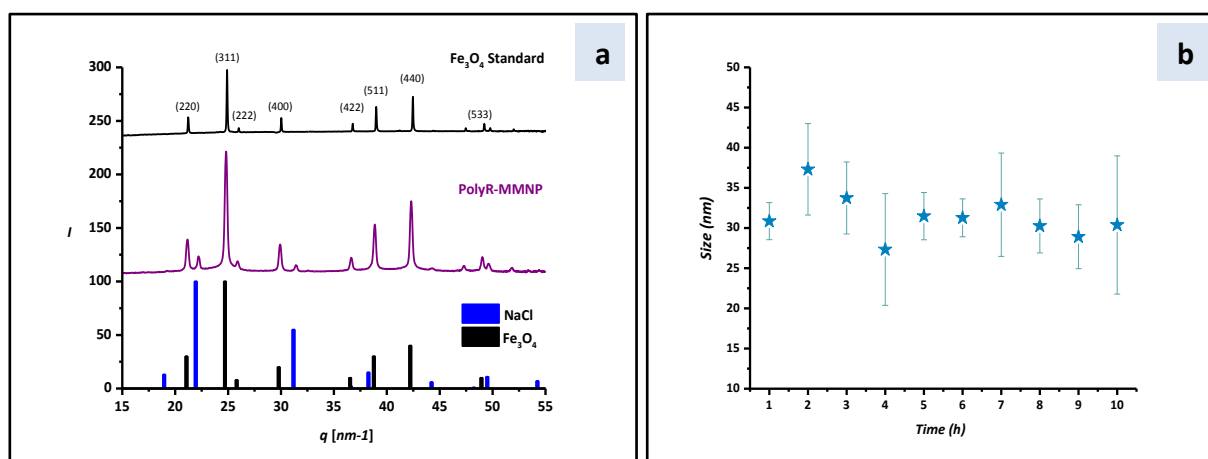 a
Fe₃O₄ Standard
(311)
(220)
(222)
(400)
(422)
(511)
(440)
(533)
PolyR-MMNP
NaCl
Fe₃O₄
I
300
250
200
150
100
50
0
15 20 25 30 35 40 45 50 55
q [nm-1]
b
Size (nm)
50
45
40
35
30
25
20
15
10
1 2 3 4 5 6 7 8 9 10
Time (h)